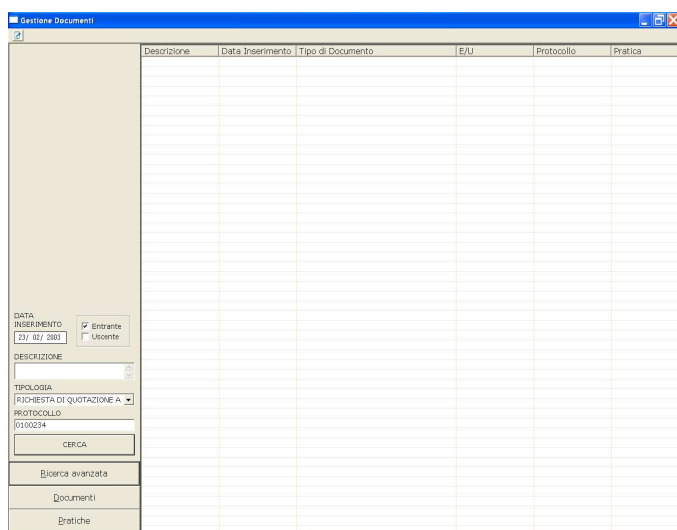 Gestione Documenti
Descrizione Data Inserimento Tipo di Documento E/U Protocollo Pratica
DATA
INSERIMENTO
Entrante
23/ 02/ 2003
Uscente
DESCRIZIONE
TIPOLOGIA
RICHIESTA DI QUOTAZIONE A
PROTOCOLLO
0100234
CERCA
Ricerca avanzata
Documenti
Pratiche